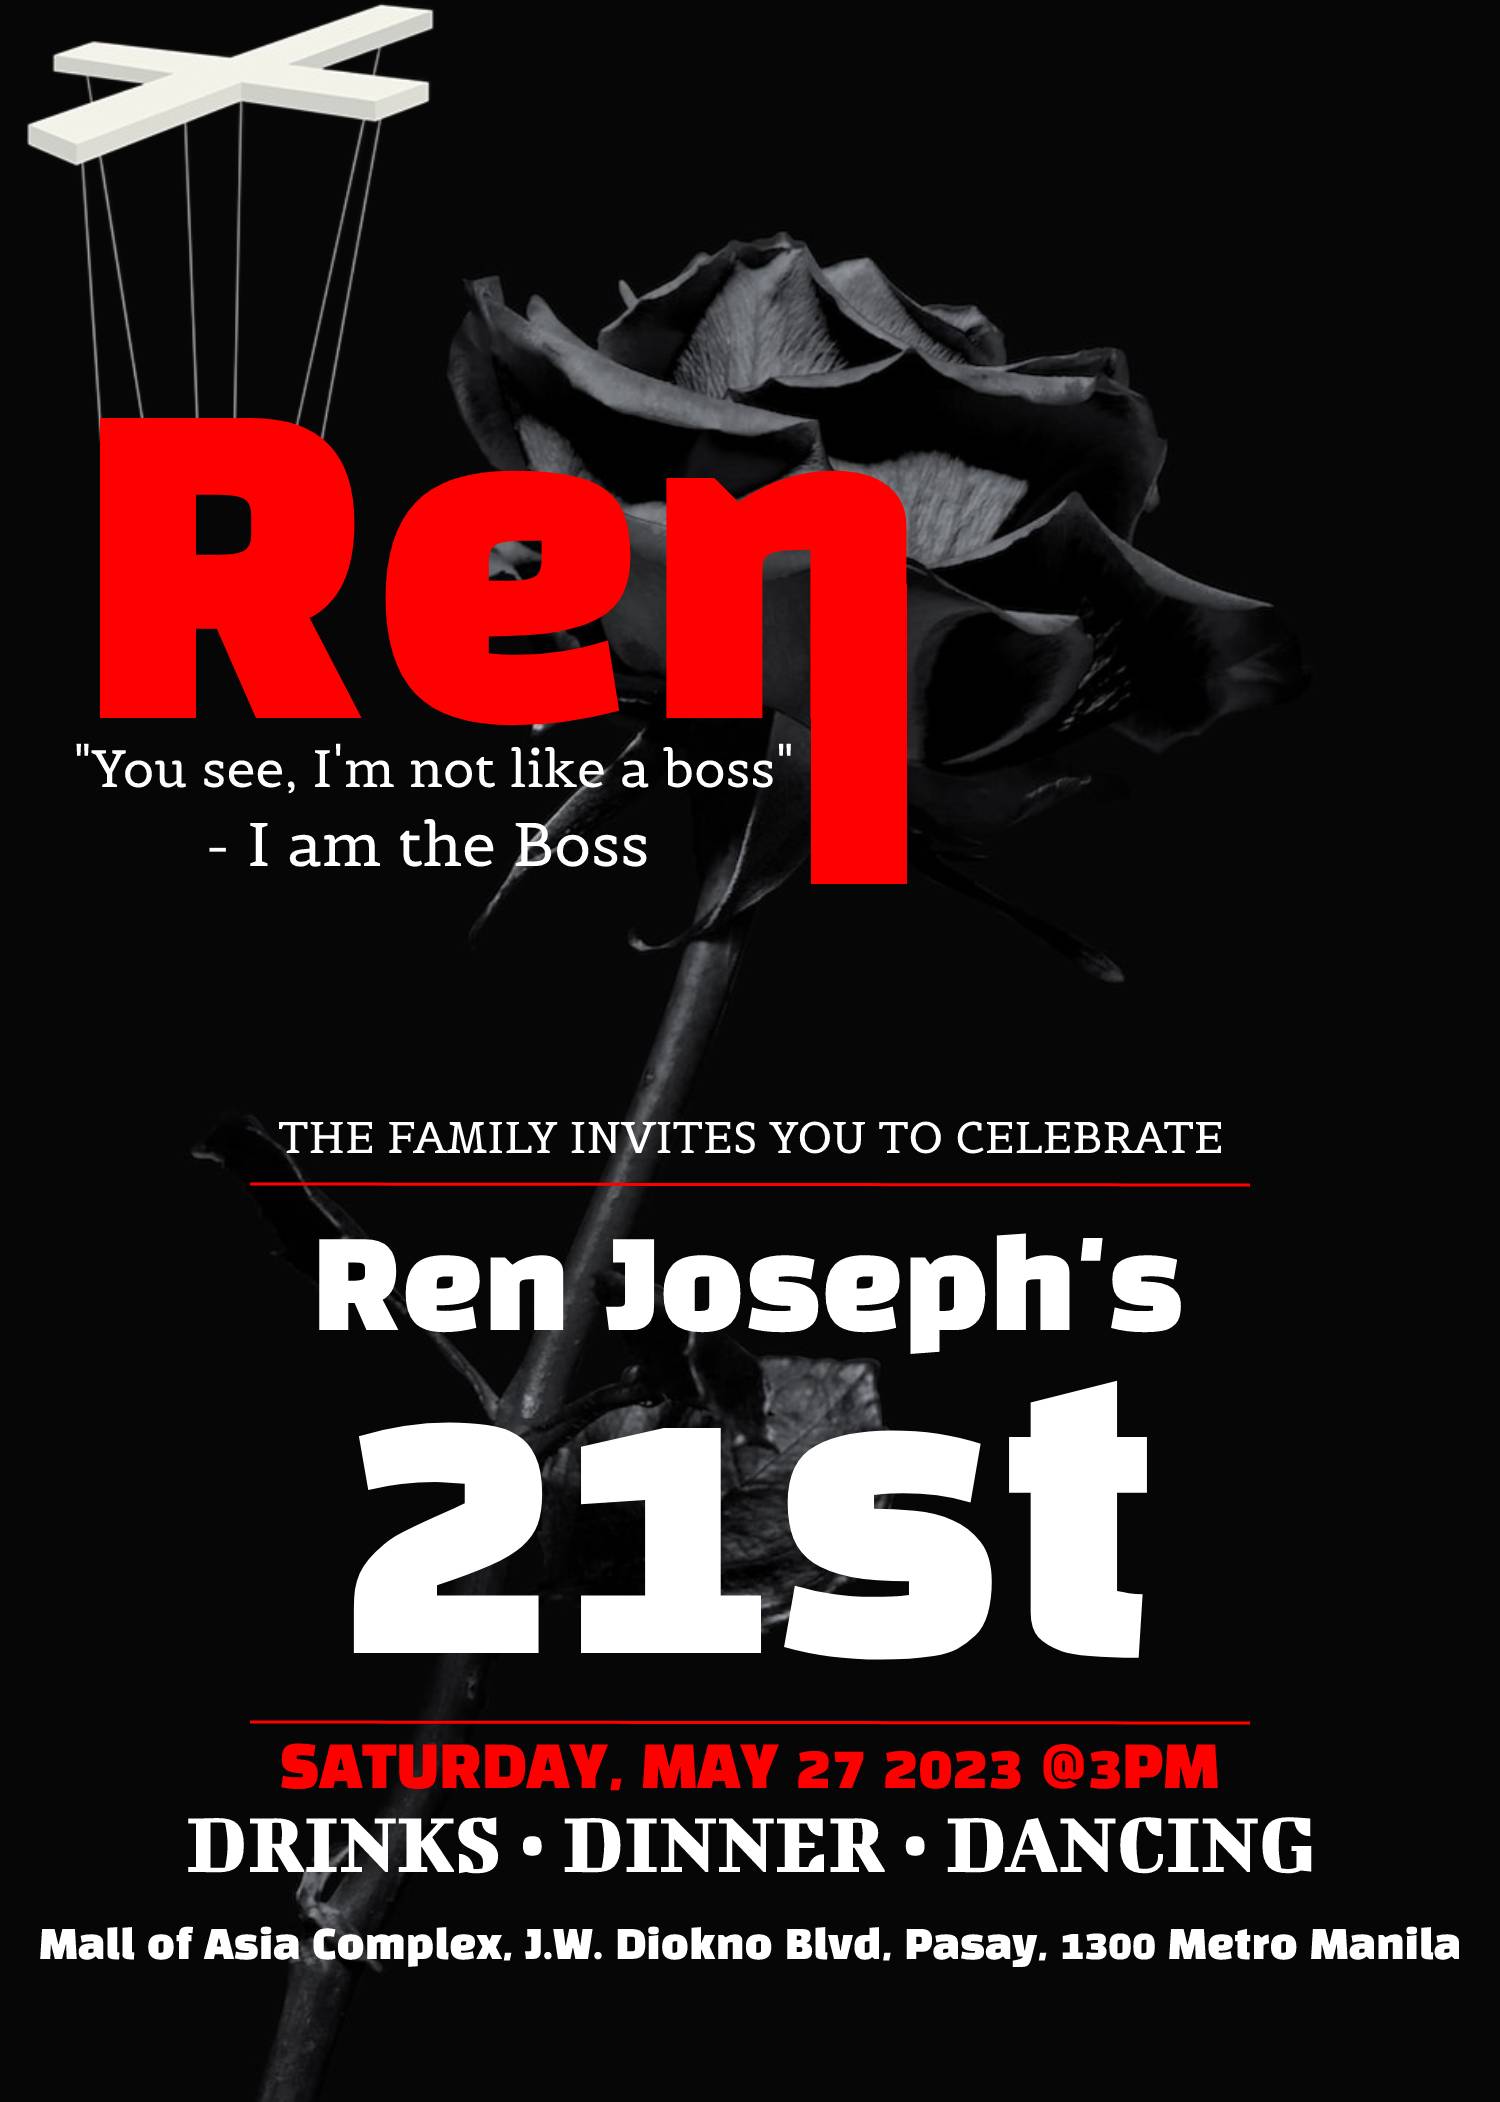 Ren
"You see, I'm not like a boss"
- I am the Boss
THE FAMILY INVITES YOU TO CELEBRATE
Ren Joseph's
21st
SATURDAY, MAY 27 2023 @3PM
DRINKS • DINNER • DANCING
Mall of Asia Complex, J.W. Diokno Blvd, Pasay, 1300 Metro Manila